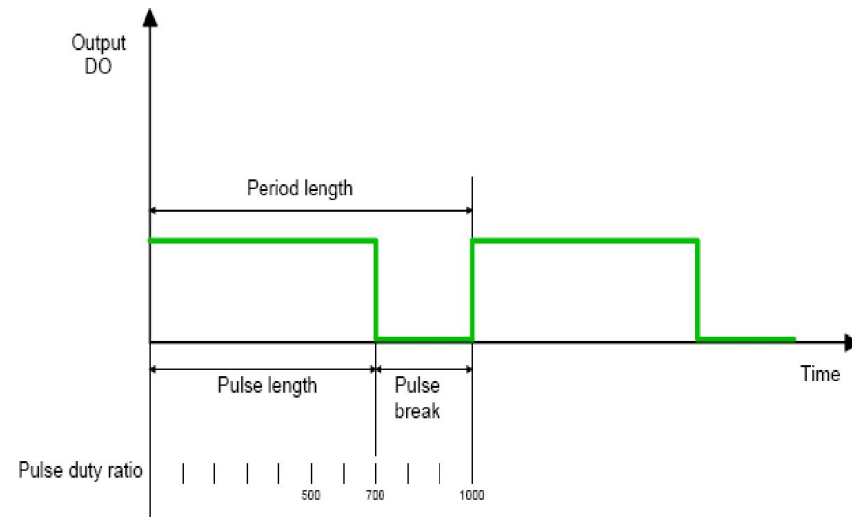 Output
DO
Period length
Time
Pulse length
Pulse
break
Pulse duty ratio
500
700
1000